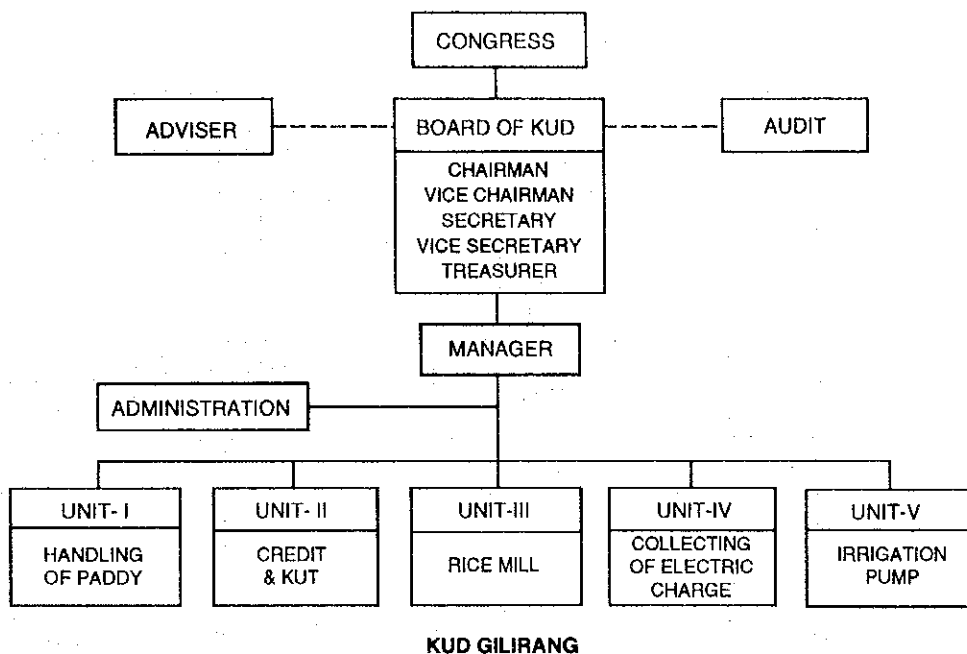 CONGRESS
ADVISER
BOARD OF KUD
AUDIT
CHAIRMAN
VICE CHAIRMAN
SECRETARY
VICE SECRETARY
TREASURER
MANAGER
ADMINISTRATION
UNIT- I
HANDLING
OF PADDY
UNIT- II
CREDIT
& KUT
UNIT-III
RICE MILL
UNIT-IV
COLLECTING
OF ELECTRIC
CHARGE
UNIT-V
IRRIGATION
PUMP
KUD GILIRANG